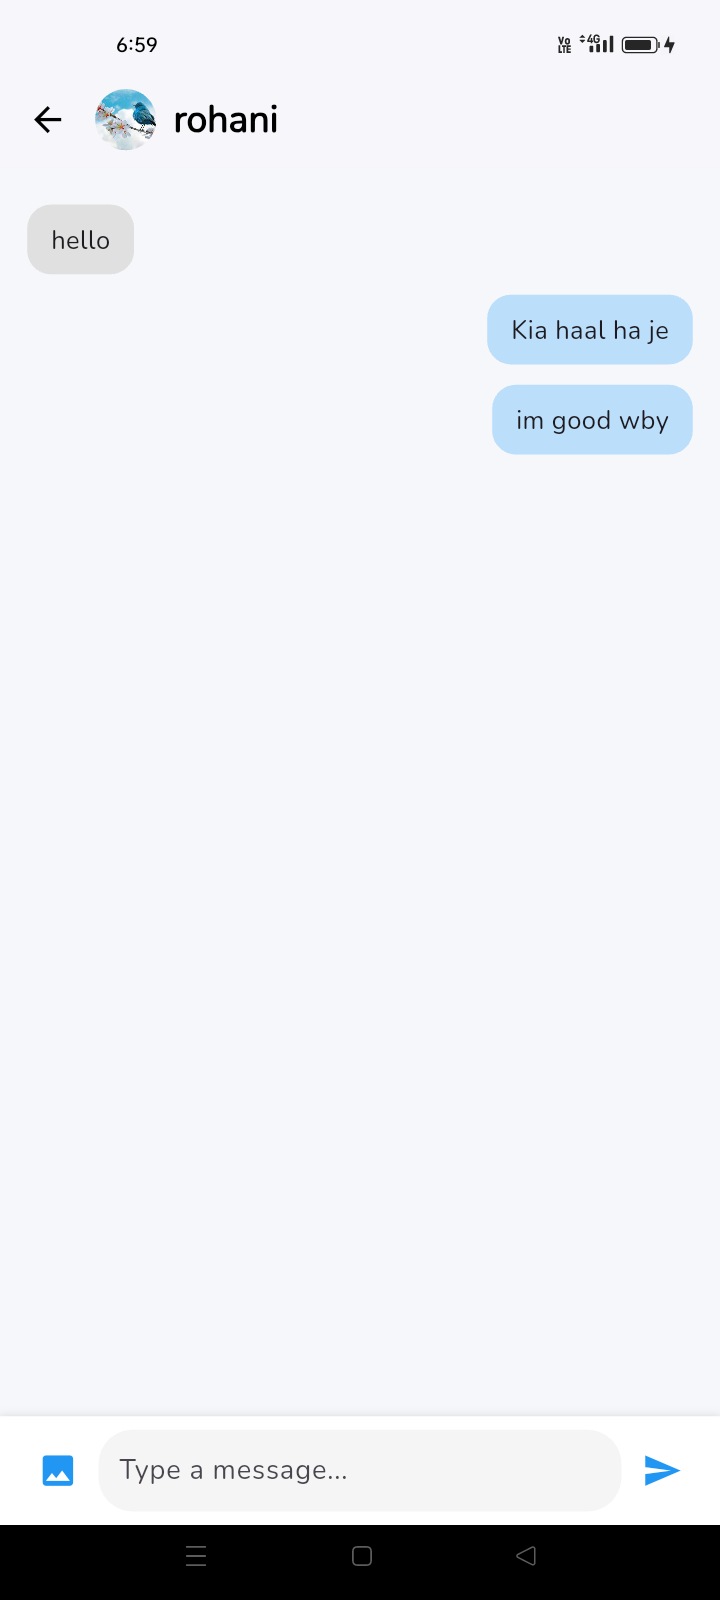 6:59
Vo LTE 4G
rohani
hello
Kia haal ha je
im good wby
Type a message...